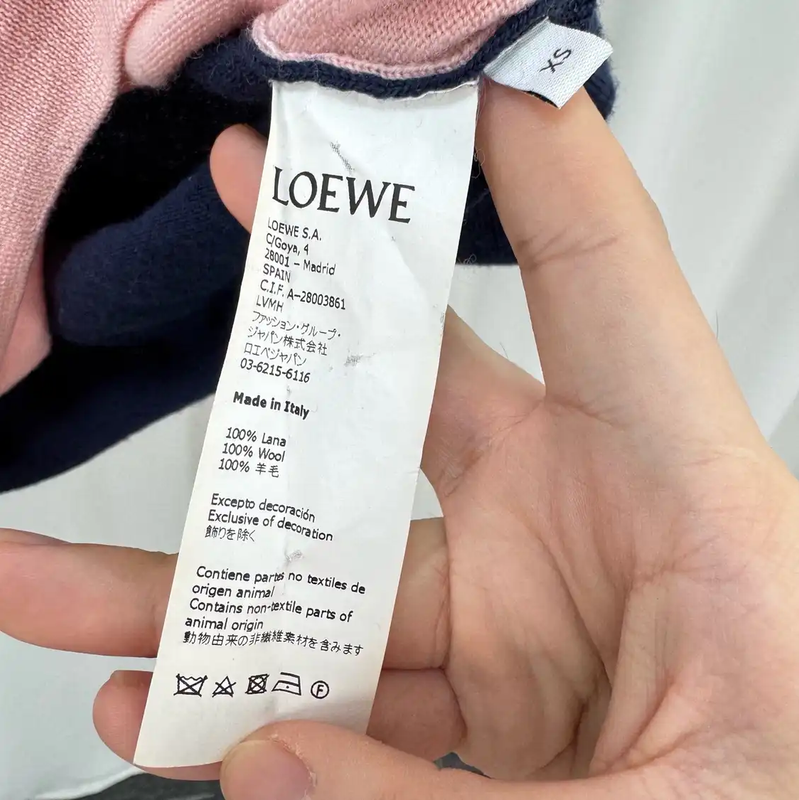 XS
LOEWE
LOEWE S.A.
C/Goya, 4
28001 – Madrid
SPAIN
C.I.F. A–28003861
LVMH
ファッション・グループ・
ジャパン株式会社
ロエベジャパン
03-6215-6116
Made in Italy
100% Lana
100% Wool
100% 羊毛
Excepto decoración
Exclusive of decoration
飾りを除く
Contiene partes no textiles de
origen animal
Contains non-textile parts of
animal origin
動物由来の非繊維素材を含みます
F